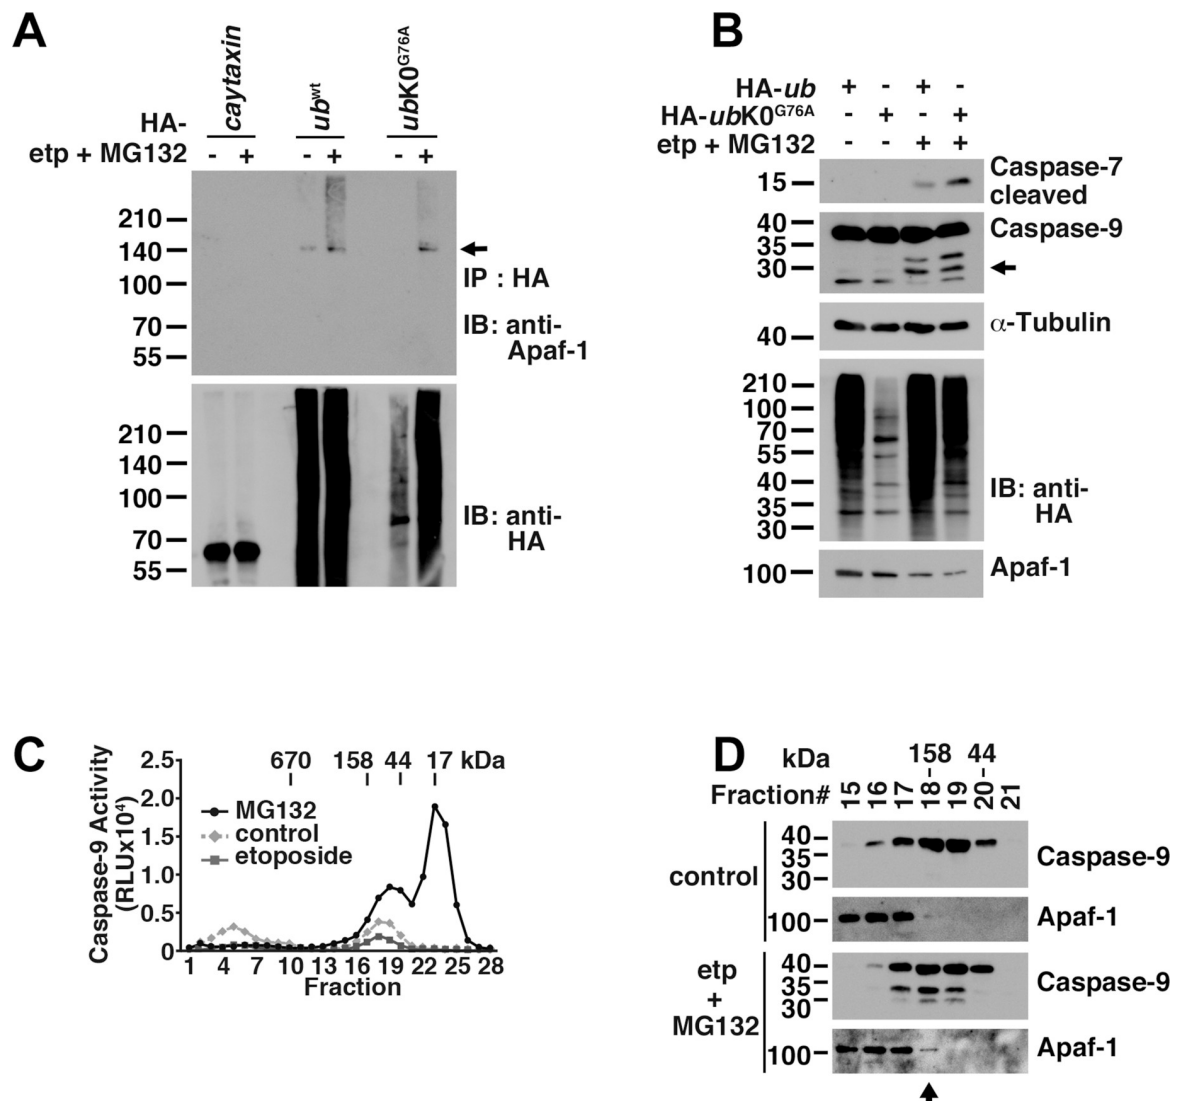 A
HA-
caytaxin
ubwt
ubK0G76A
etp + MG132
- + - + - +
210
140
100
70
55
IP : HA
IB: anti-
Apaf-1
210
140
100
70
55
IB: anti-
HA
B
HA-ub + - + -
HA-ubK0G76A - + - +
etp + MG132 - - + +
15
Caspase-7
cleaved
40
35
30
Caspase-9
40
α-Tubulin
210
100
70
55
40
35
30
IB: anti-
HA
100
Apaf-1
C
Caspase-9 Activity
(RLUx10⁴)
2.5
2.0
1.5
1.0
0.5
0
670 158 44 17 kDa
MG132
control
etoposide
1 4 7 10 13 16 19 22 25 28
Fraction
D
kDa 158 44
Fraction# 15 16 17 18 19 20 21
control
40
35
30
Caspase-9
100
Apaf-1
etp
+
MG132
40
35
30
Caspase-9
100
Apaf-1